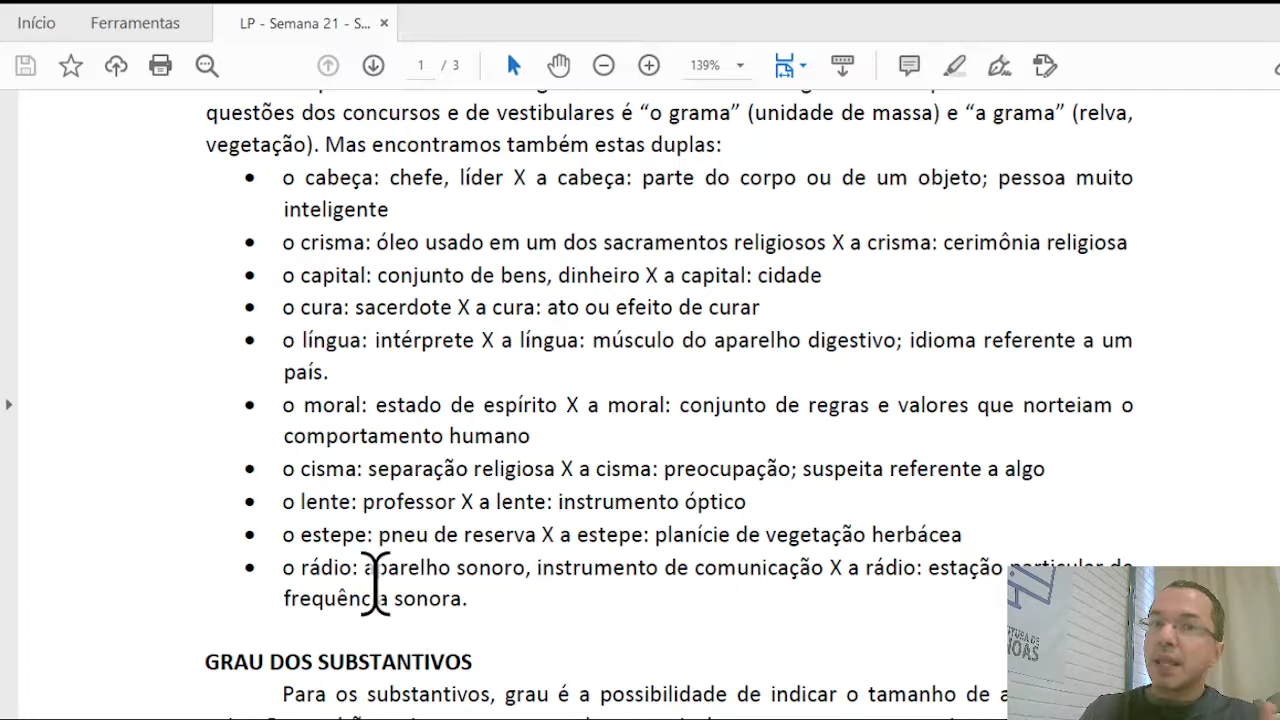 Início Ferramentas LP - Semana 21 - S... ×
1 / 3 139%
questões dos concursos e de vestibulares é “o grama” (unidade de massa) e “a grama” (relva,
vegetação). Mas encontramos também estas duplas:
• o cabeça: chefe, líder X a cabeça: parte do corpo ou de um objeto; pessoa muito
inteligente
• o crisma: óleo usado em um dos sacramentos religiosos X a crisma: cerimônia religiosa
• o capital: conjunto de bens, dinheiro X a capital: cidade
• o cura: sacerdote X a cura: ato ou efeito de curar
• o língua: intérprete X a língua: músculo do aparelho digestivo; idioma referente a um
país.
• o moral: estado de espírito X a moral: conjunto de regras e valores que norteiam o
comportamento humano
• o cisma: separação religiosa X a cisma: preocupação; suspeita referente a algo
• o lente: professor X a lente: instrumento óptico
• o estepe: pneu de reserva X a estepe: planície de vegetação herbácea
• o rádio: aparelho sonoro, instrumento de comunicação X a rádio: estação particular de
frequência sonora.
GRAU DOS SUBSTANTIVOS
Para os substantivos, grau é a possibilidade de indicar o tamanho de